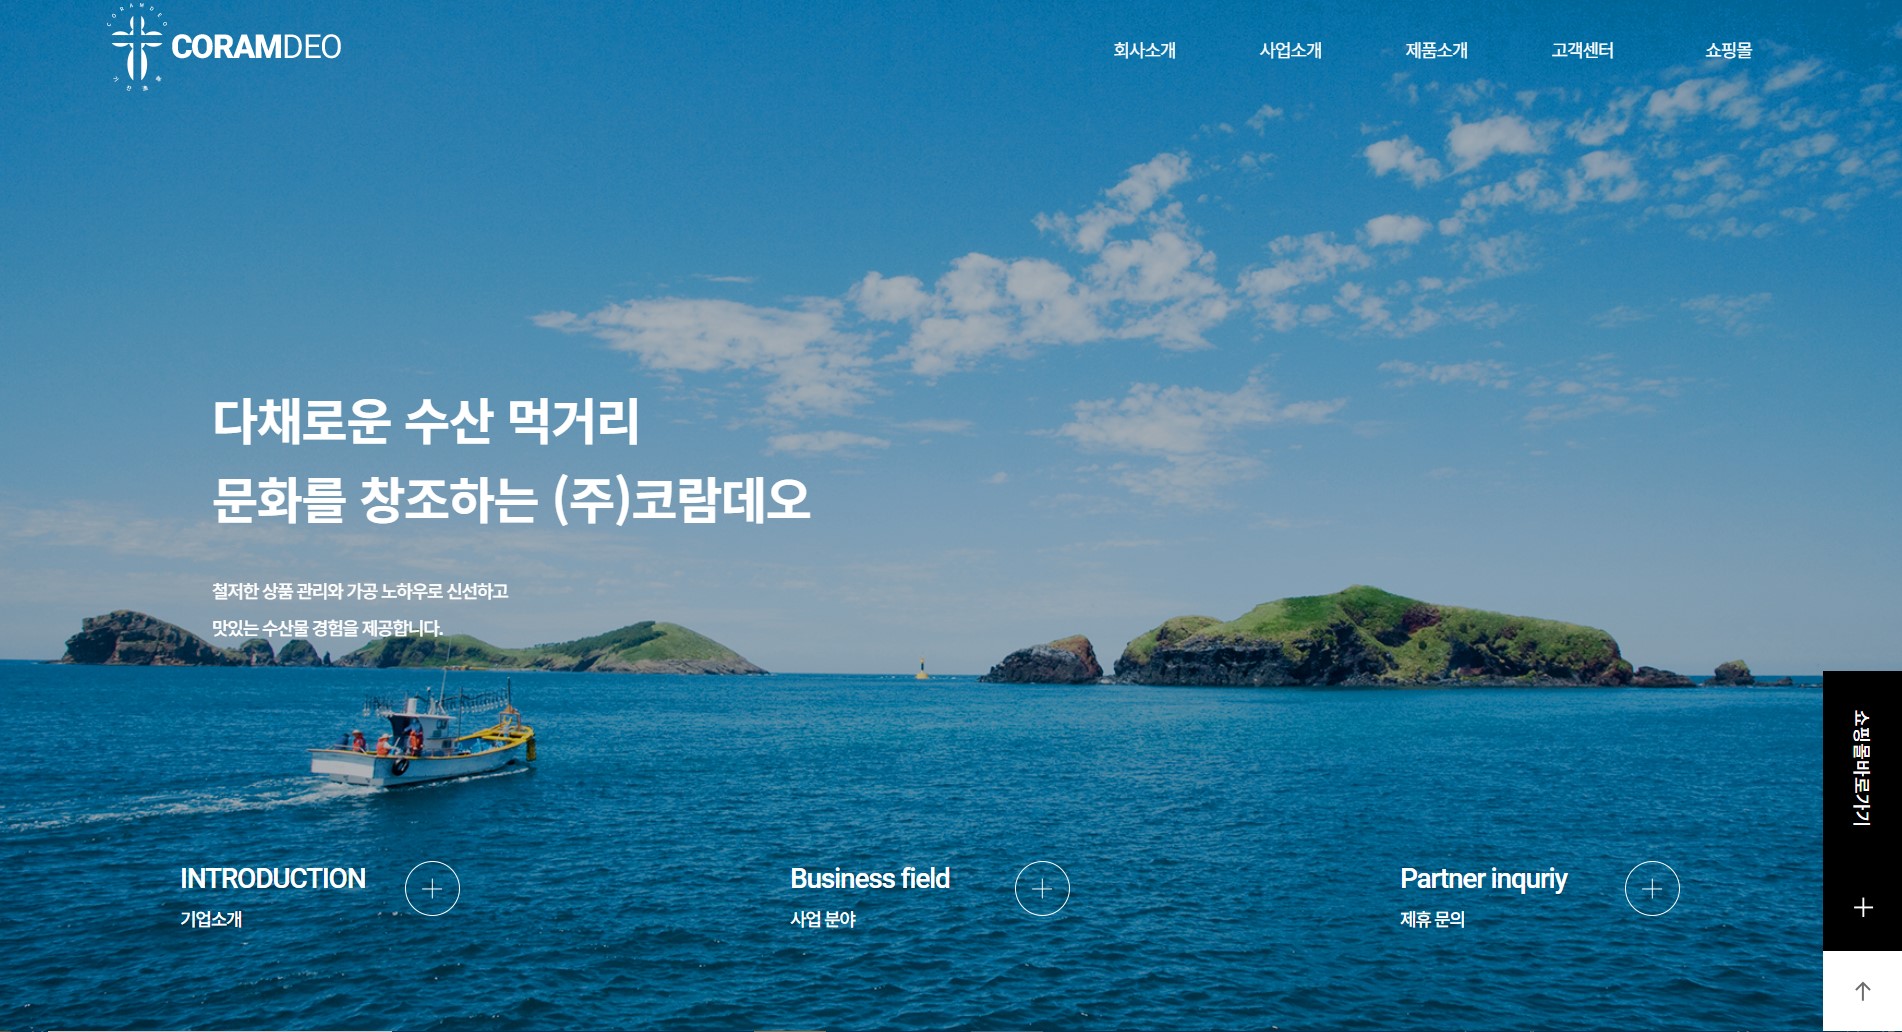 CORAMDEO
CORAMDEO
회사소개
사업소개
제품소개
고객센터
쇼핑몰
다채로운 수산 먹거리
문화를 창조하는 (주)코람데오
철저한 상품 관리와 가공 노하우로 신선하고
맛있는 수산물 경험을 제공합니다.
쇼핑몰바로가기
INTRODUCTION
기업소개
Business field
사업 분야
Partner inquriy
제휴 문의